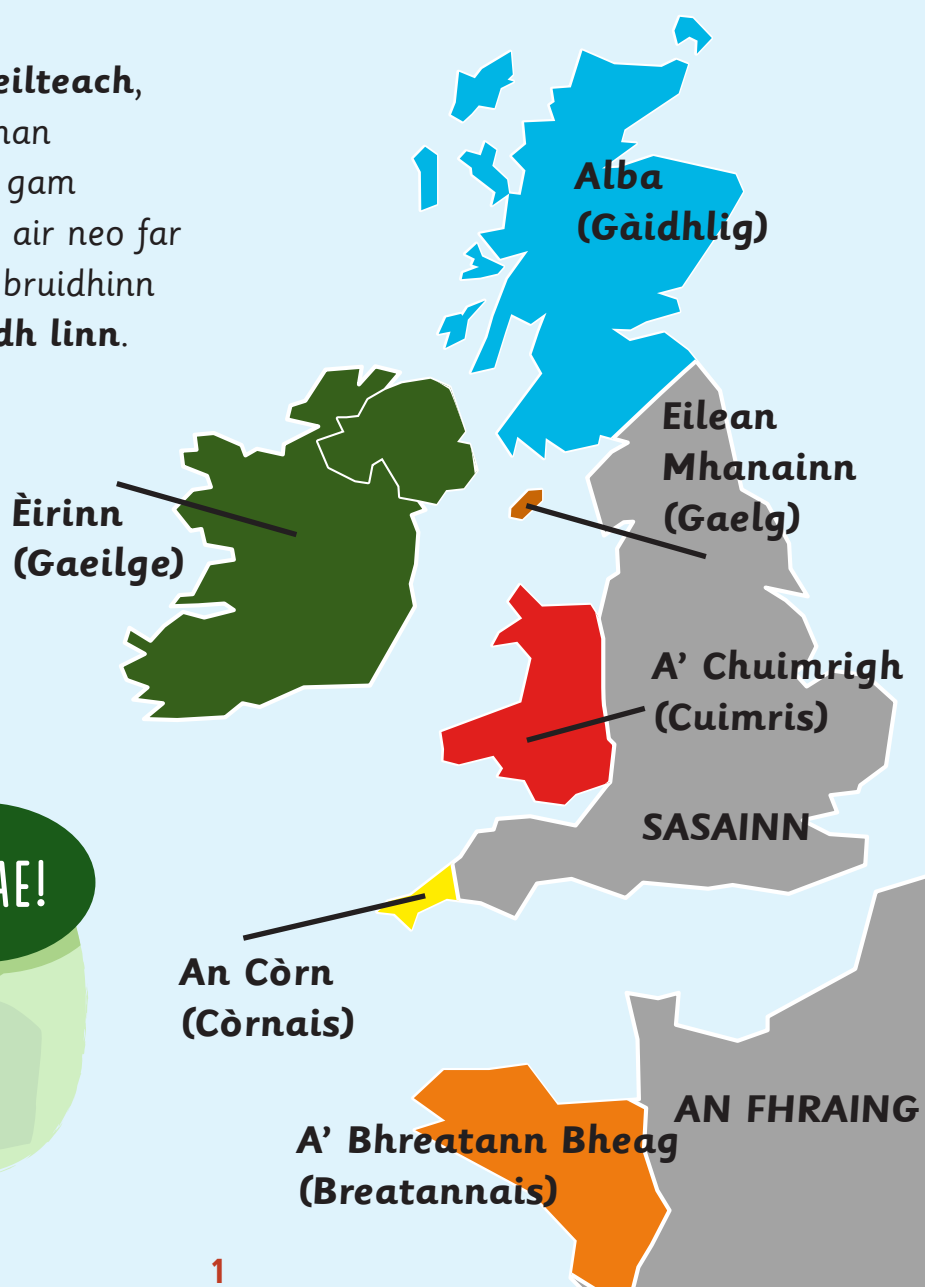 eilteach,
gam
air neo far
bruidhinn
dh linn.
Alba
(Gàidhlig)
Eilean
Mhanainn
(Gaelg)
Èirinn
(Gaeilge)
A’ Chuimrigh
(Cuimris)
SASAINN
AE!
An Còrn
(Còrnais)
AN FHRAING
A’ Bhreatann Bheag
(Breatannais)
1